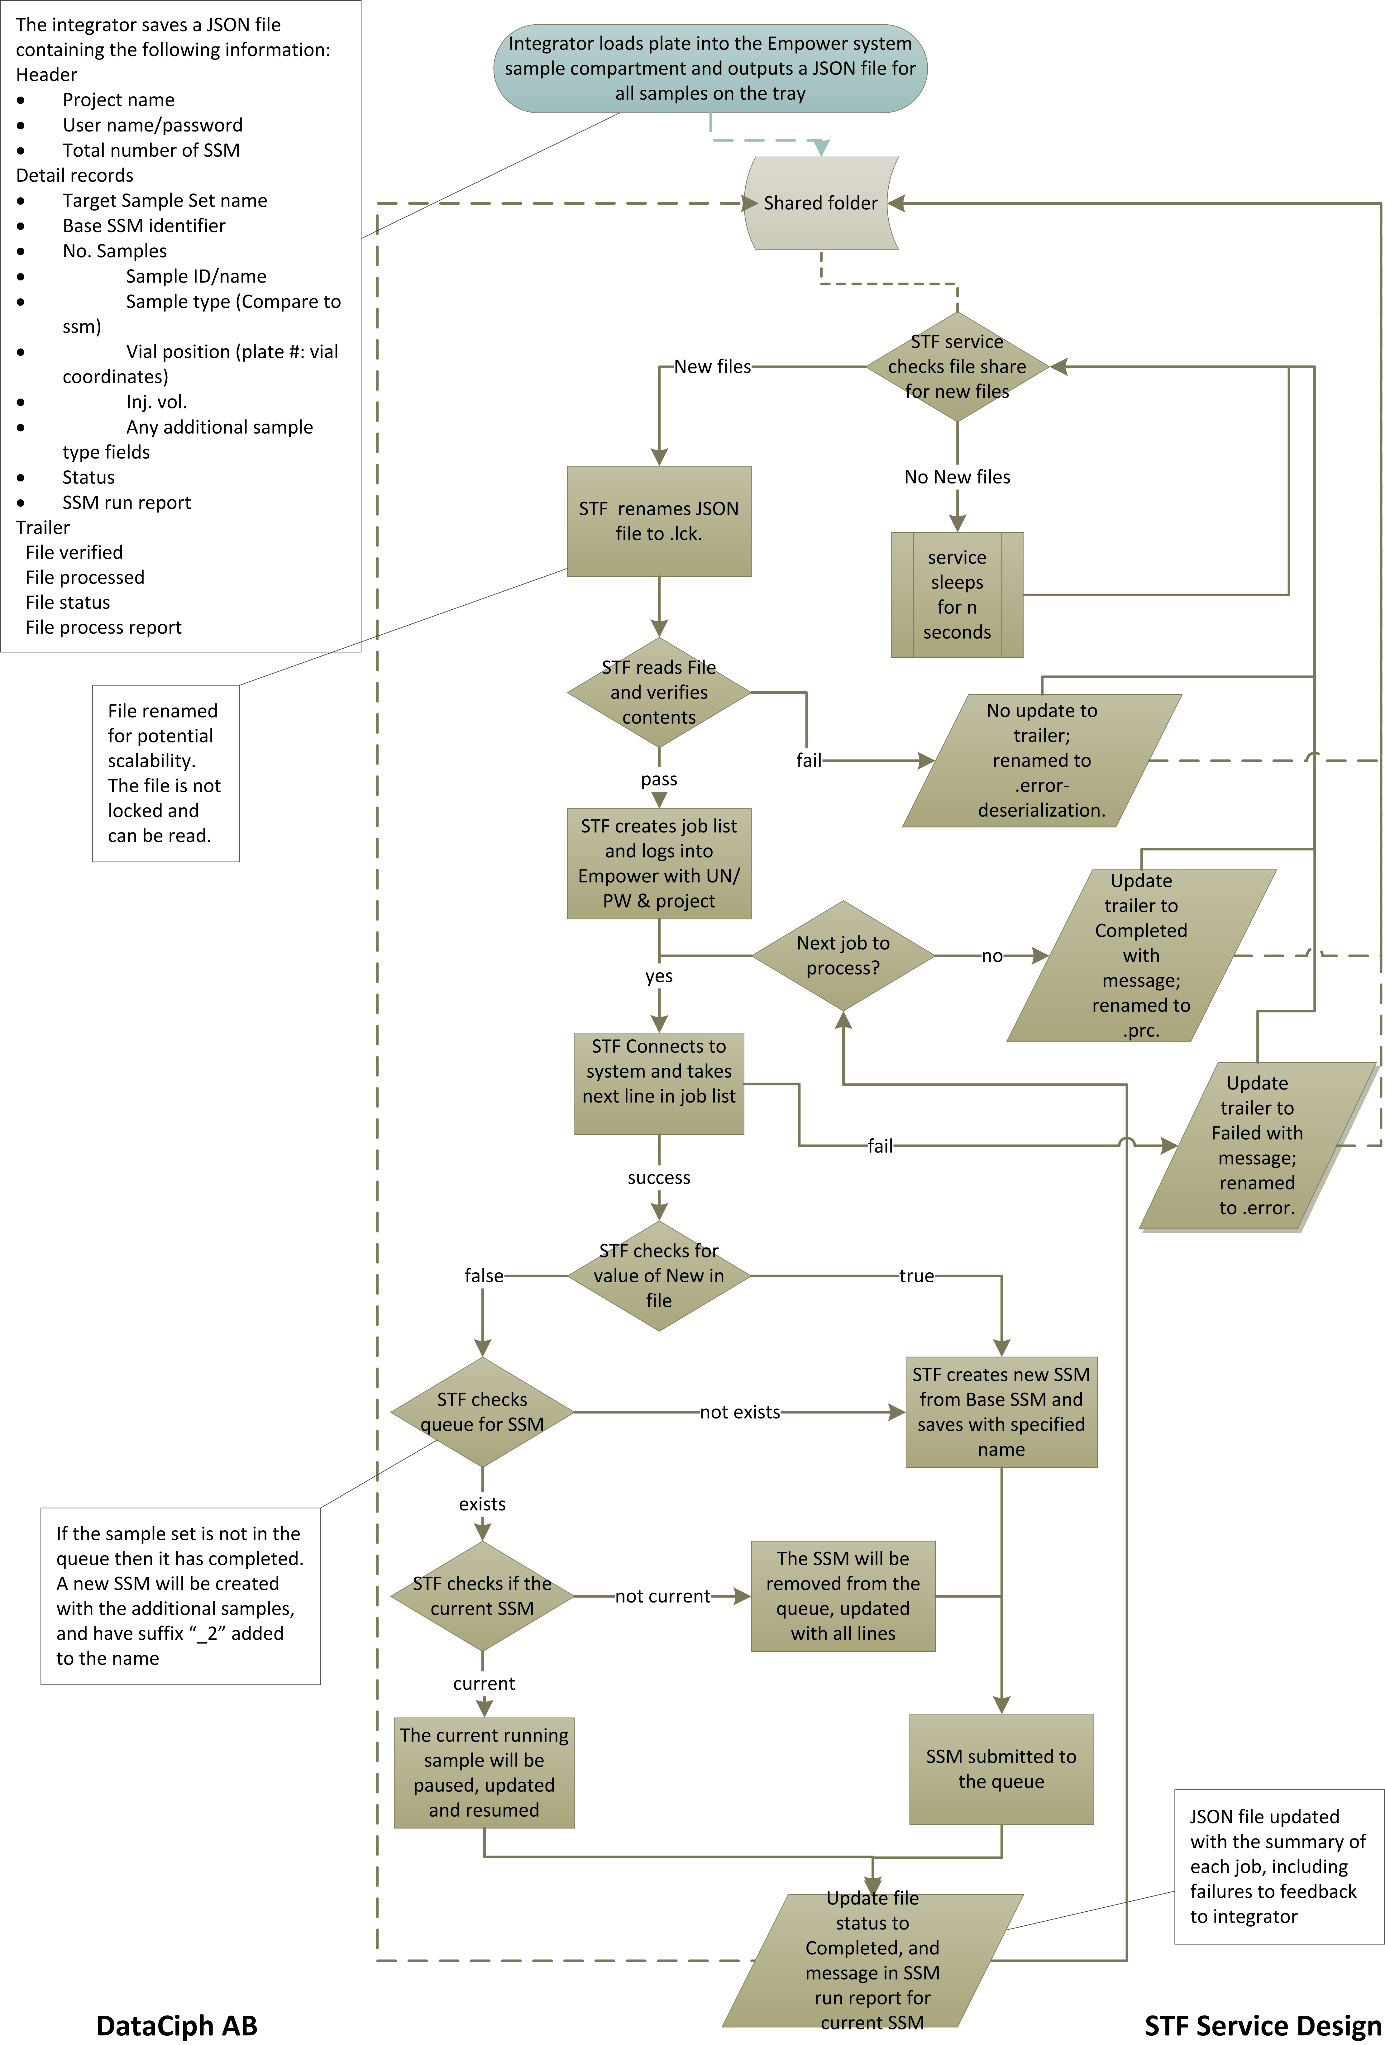 The integrator saves a JSON file
containing the following information:
Header
• Project name
• User name/password
• Total number of SSM
Detail records
• Target Sample Set name
• Base SSM identifier
• No. Samples
• Sample ID/name
• Sample type (Compare to
ssm)
• Vial position (plate #: vial
coordinates)
• Inj. vol.
• Any additional sample
type fields
• Status
• SSM run report
Trailer
File verified
File processed
File status
File process report
Integrator loads plate into the Empower system
sample compartment and outputs a JSON file for
all samples on the tray
Shared folder
STF service
checks file share
for new files
New files
No New files
STF  renames JSON
file to .lck.
service
sleeps
for n
seconds
File renamed
for potential
scalability.
The file is not
locked and
can be read.
STF reads File
and verifies
contents
fail
No update to
trailer;
renamed to
.error-
deserialization.
pass
STF creates job list
and logs into
Empower with UN/
PW & project
Next job to
process?
no
Update
trailer to
Completed
with
message;
renamed to
.prc.
yes
STF Connects to
system and takes
next line in job list
fail
Update
trailer to
Failed with
message;
renamed
to .error.
success
STF checks for
value of New in
file
false
true
STF checks
queue for SSM
not exists
STF creates new SSM
from Base SSM and
saves with specified
name
exists
If the sample set is not in the
queue then it has completed.
A new SSM will be created
with the additional samples,
and have suffix “_2” added
to the name
STF checks if the
current SSM
not current
The SSM will be
removed from the
queue, updated
with all lines
current
The current running
sample will be
paused, updated
and resumed
SSM submitted to
the queue
JSON file updated
with the summary of
each job, including
failures to feedback
to integrator
Update file
status to
Completed, and
message in SSM
run report for
current SSM
DataCiph AB
STF Service Design